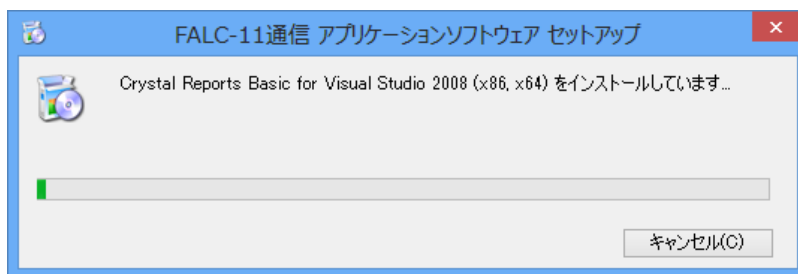 FALC-11通信 アプリケーションソフトウェア セットアップ
Crystal Reports Basic for Visual Studio 2008 (x86, x64) をインストールしています...
キャンセル(C)